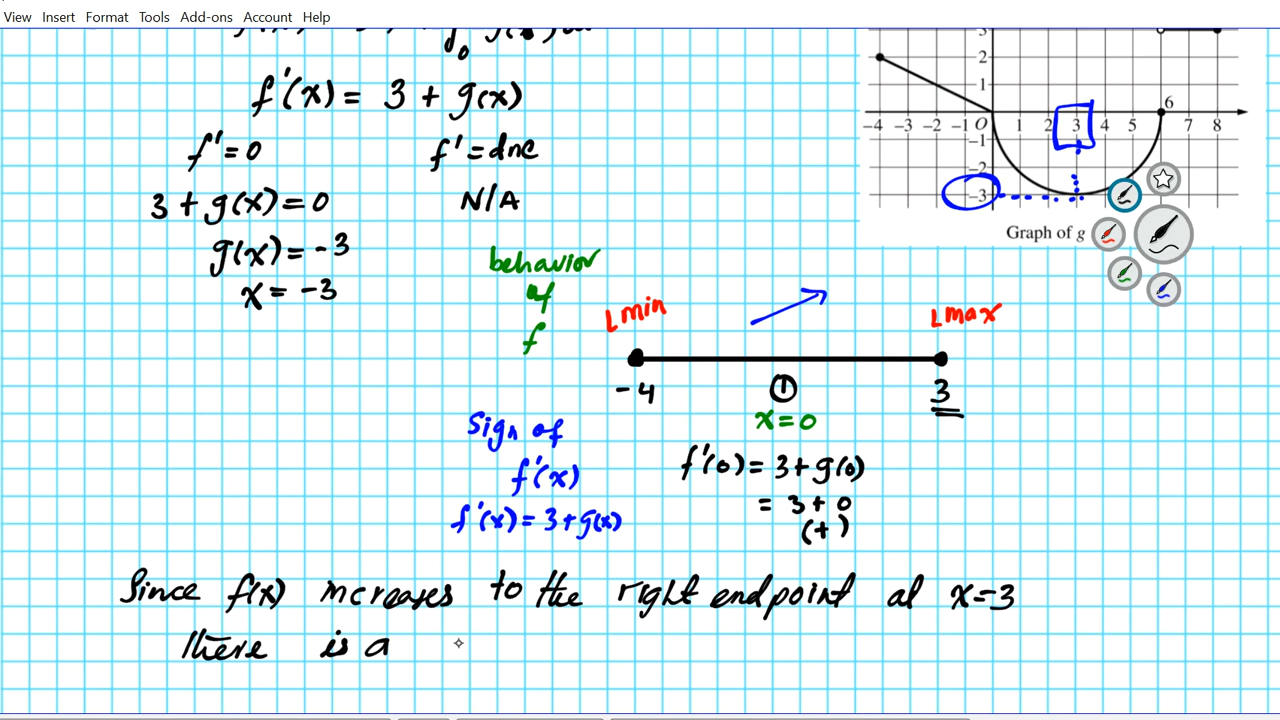 View Insert Format Tools Add-ons Account Help
f'(x) = 3 + g(x)
f' = 0
f' = dne
3 + g(x) = 0
N/A
g(x) = -3
x = -3
3
2
1
-4 -3 -2 -1 O 1 2 3 4 5 6 7 8
-1
-2
-3
Graph of g
behavior
of
f
Lmin
Lmax
-4
1
3
x = 0
Sign of
f'(x)
f'(x) = 3 + g(x)
f'(0) = 3 + g(0)
= 3 + 0
(+)
Since f(x) increases to the right endpoint at x=3
there is a